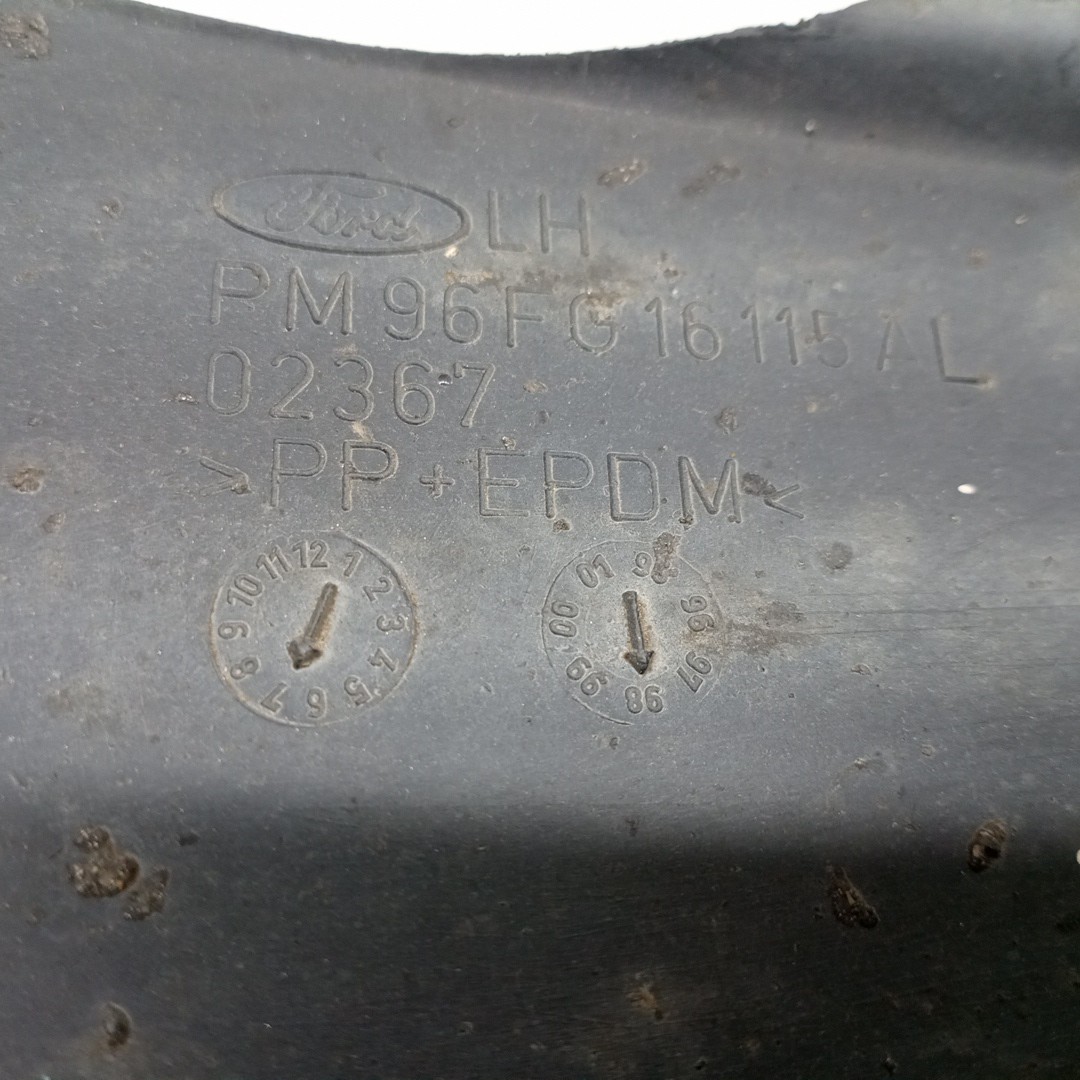 Ford LH
PM 96FG 16115 AL
02367
>PP+EPDM<
12 1 2 3 4 5 6 7 8 9 10 11
96 97 98 99 00 01